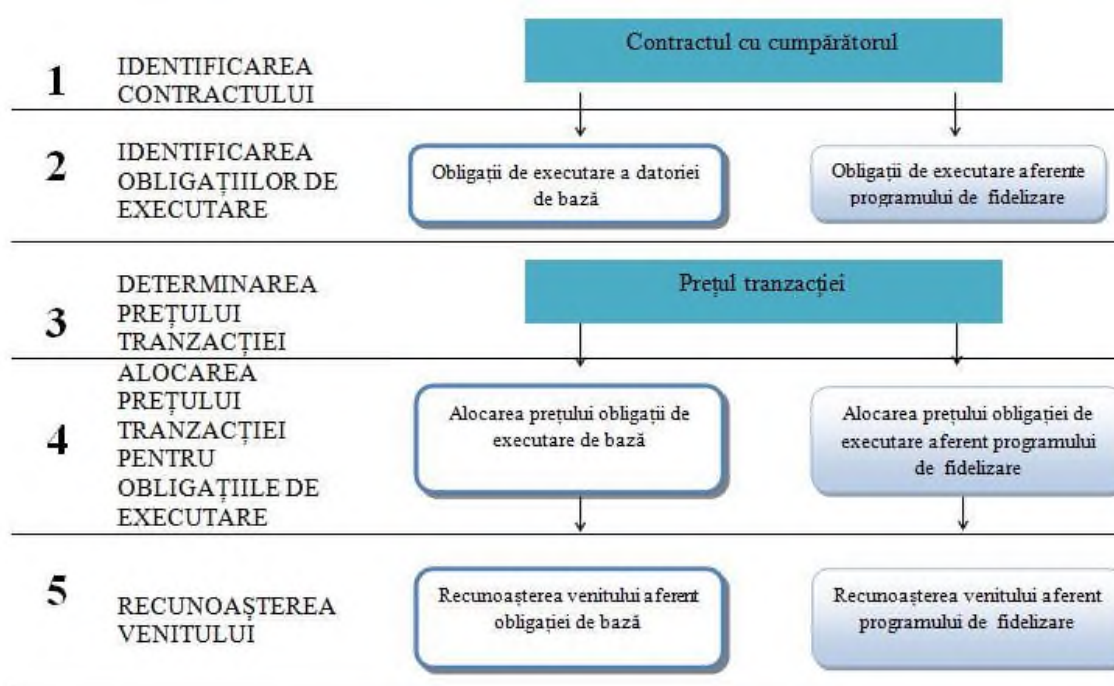 Contractul cu cumpărătorul
1
IDENTIFICAREA
CONTRACTULUI
2
IDENTIFICAREA
OBLIGAȚIILOR DE
EXECUTARE
Obligații de executare a datoriei
de bază
Obligații de executare aferente
programului de fidelizare
3
DETERMINAREA
PREȚULUI
TRANZACȚIEI
Prețul tranzacției
4
ALOCAREA
PREȚULUI
TRANZACȚIEI
PENTRU
OBLIGAȚIILE DE
EXECUTARE
Alocarea prețului obligații de
executare de bază
Alocarea prețului obligației de
executare aferent programului
de fidelizare
5
RECUNOAȘTEREA
VENITULUI
Recunoașterea venitului aferent
obligației de bază
Recunoașterea venitului aferent
programului de fidelizare